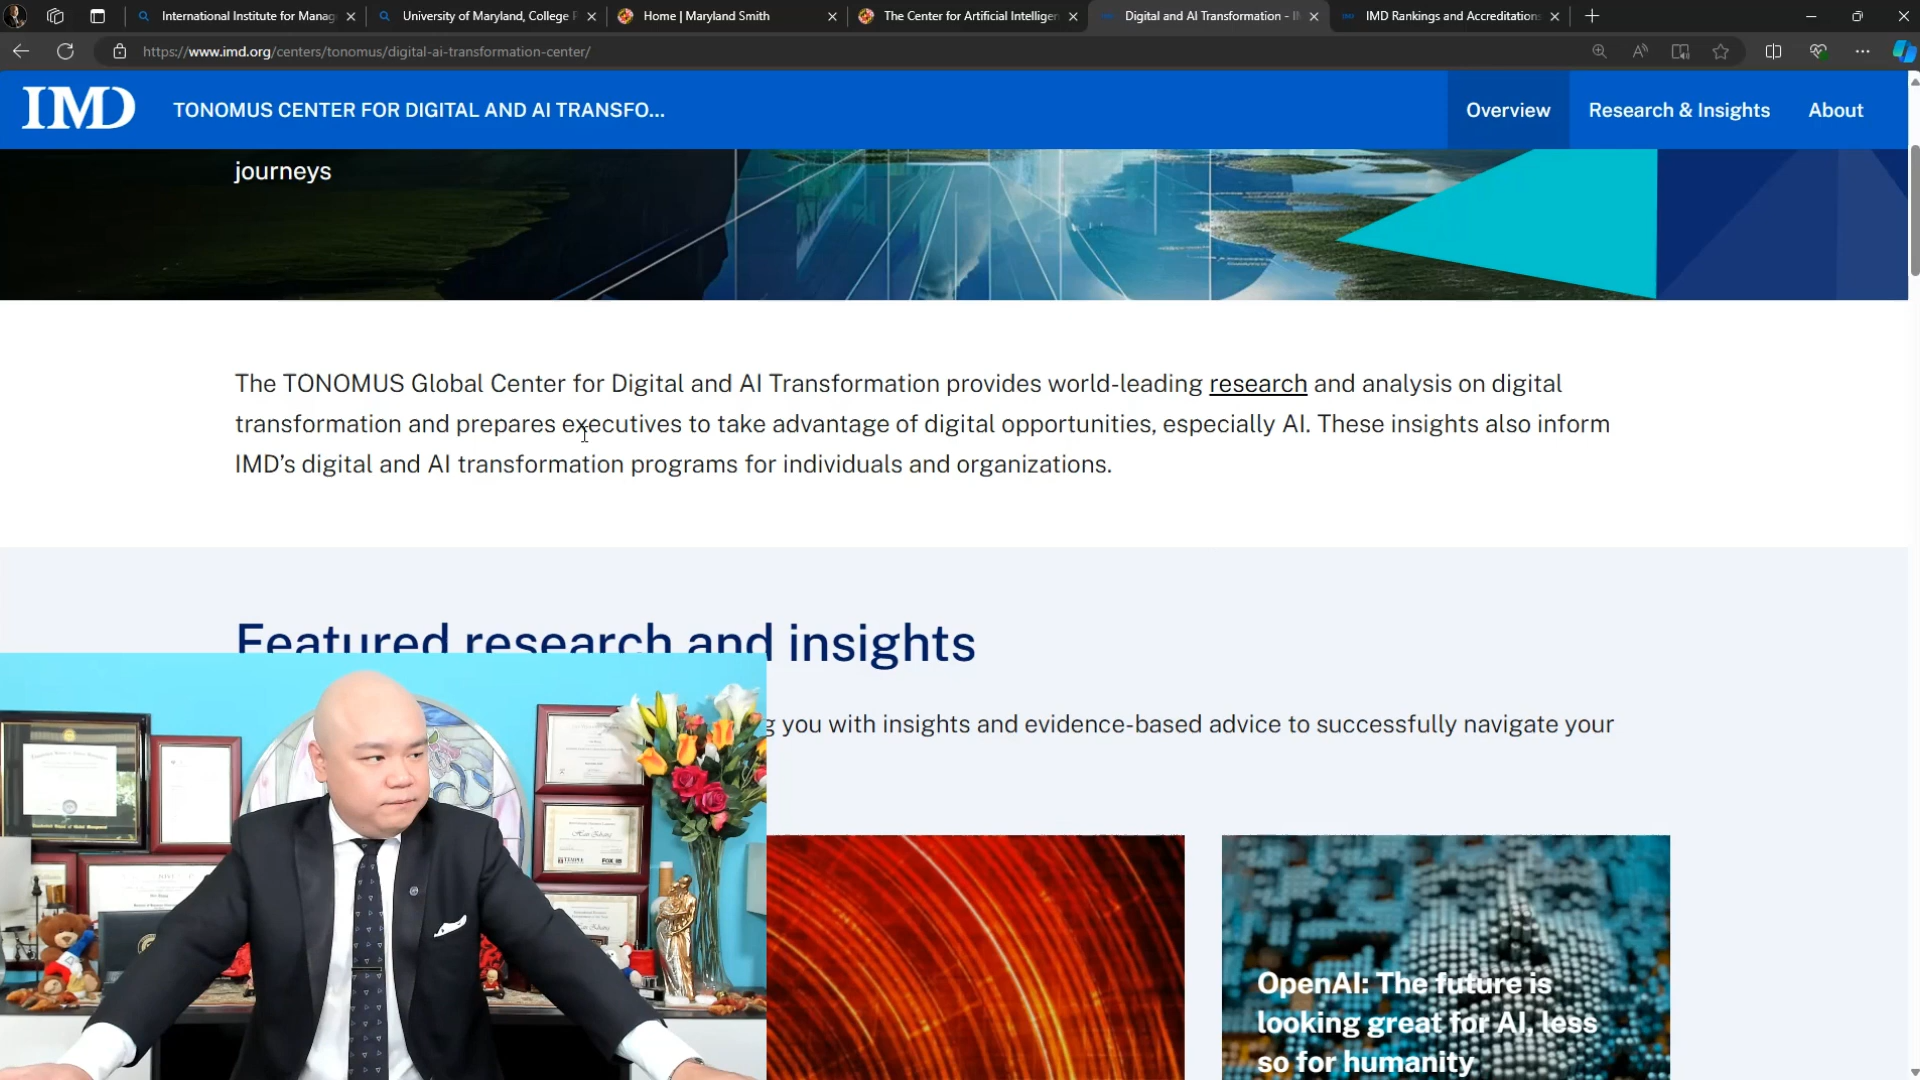 International Institute for Manag
University of Maryland, College P
Home | Maryland Smith
The Center for Artificial Intelligen
Digital and AI Transformation - I
IMD Rankings and Accreditations
https://www.imd.org/centers/tonomus/digital-ai-transformation-center/
IMD
TONOMUS CENTER FOR DIGITAL AND AI TRANSFO...
Overview
Research & Insights
About
journeys
The TONOMUS Global Center for Digital and AI Transformation provides world-leading research and analysis on digital
transformation and prepares executives to take advantage of digital opportunities, especially AI. These insights also inform
IMD’s digital and AI transformation programs for individuals and organizations.
Featured research and insights
g you with insights and evidence-based advice to successfully navigate your
OpenAI: The future is
looking great for AI, less
so for humanity